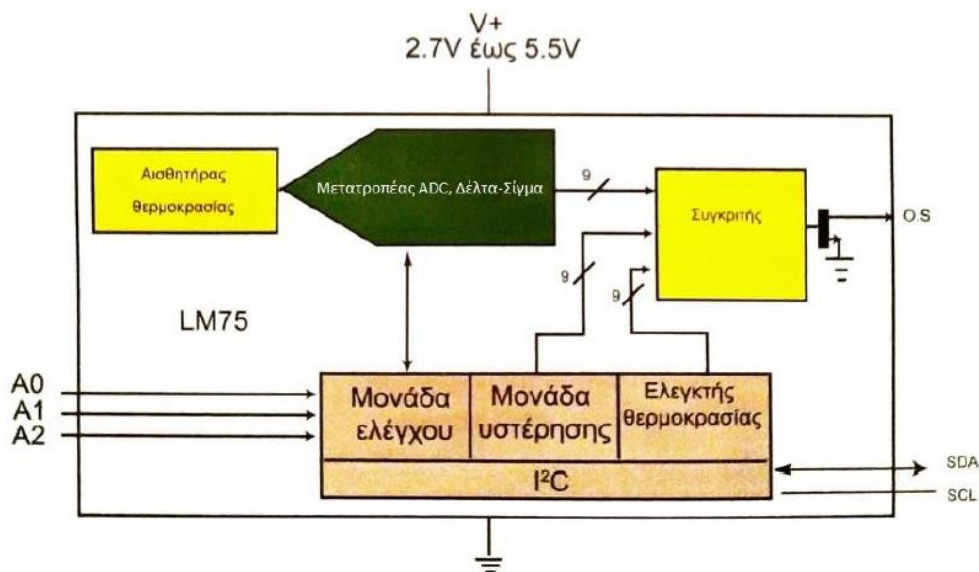 V+
2.7V έως 5.5V
Αισθητήρας
θερμοκρασίας
Μετατροπέας ADC, Δέλτα-Σίγμα
9
Συγκριτής
O.S
9
9
LM75
A0
A1
A2
Μονάδα
ελέγχου
Μονάδα
υστέρησης
Ελεγκτής
θερμοκρασίας
I²C
SDA
SCL